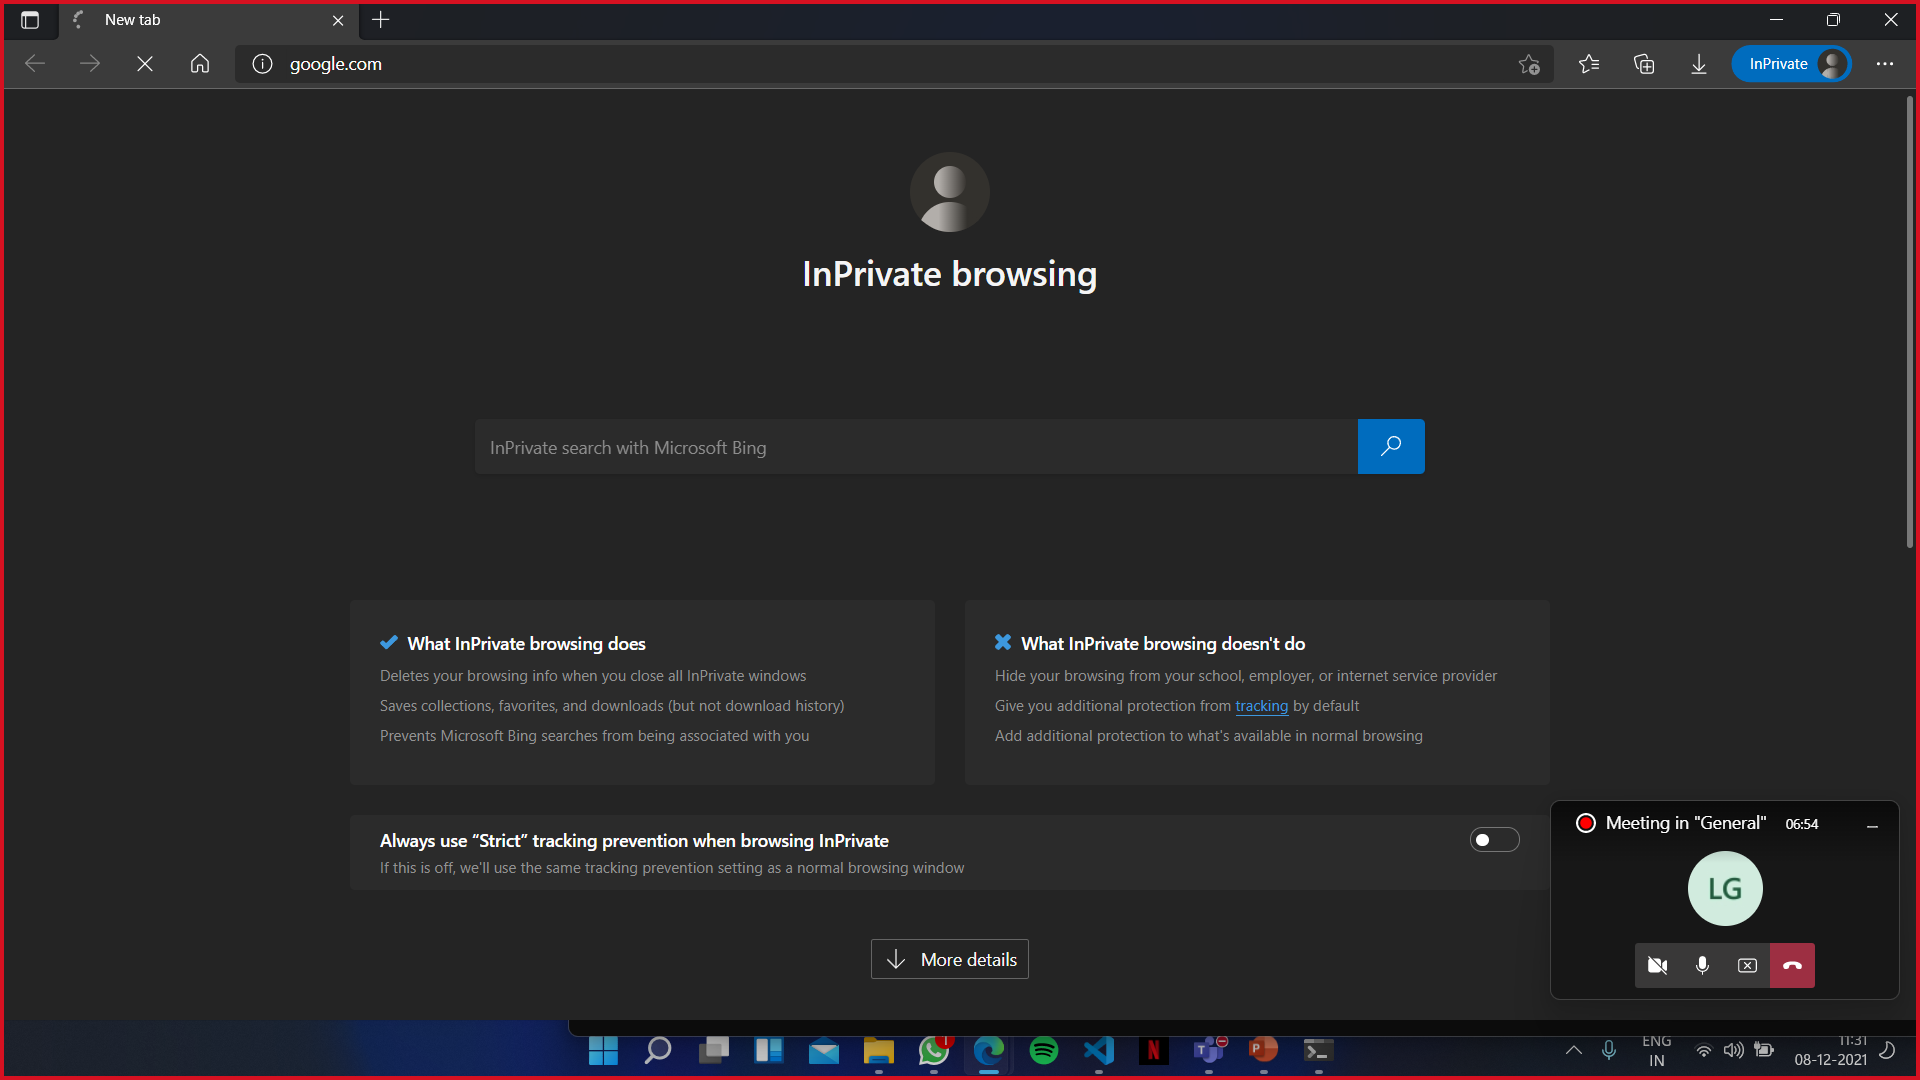 New tab
google.com
InPrivate
InPrivate browsing
InPrivate search with Microsoft Bing
What InPrivate browsing does
Deletes your browsing info when you close all InPrivate windows
Saves collections, favorites, and downloads (but not download history)
Prevents Microsoft Bing searches from being associated with you
What InPrivate browsing doesn't do
Hide your browsing from your school, employer, or internet service provider
Give you additional protection from tracking by default
Add additional protection to what's available in normal browsing
Always use “Strict” tracking prevention when browsing InPrivate
If this is off, we'll use the same tracking prevention setting as a normal browsing window
More details
Meeting in "General" 06:54
LG
ENG
IN
11:31
08-12-2021